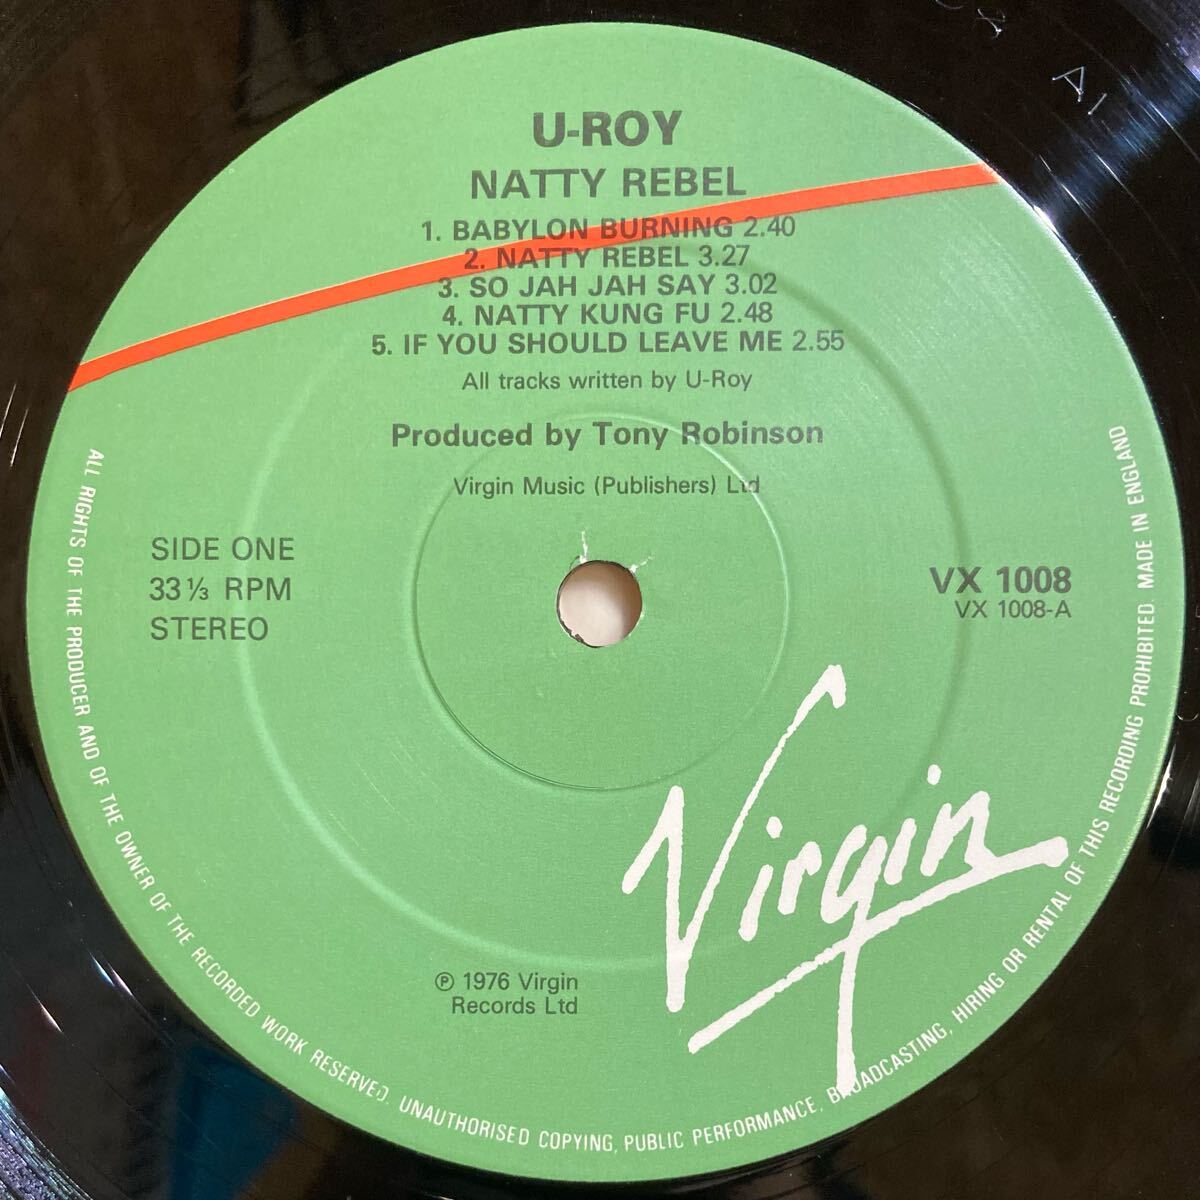 U-ROY
NATTY REBEL
1. BABYLON BURNING 2.40
2. NATTY REBEL 3.27
3. SO JAH JAH SAY 3.02
4. NATTY KUNG FU 2.48
5. IF YOU SHOULD LEAVE ME 2.55
All tracks written by U-Roy
Produced by Tony Robinson
Virgin Music (Publishers) Ltd
SIDE ONE
33 ⅓ RPM
STEREO
VX 1008
VX 1008-A
Virgin
℗ 1976 Virgin
Records Ltd
ALL RIGHTS OF THE PRODUCER AND OF THE OWNER OF THE RECORDED WORK RESERVED. UNAUTHORISED COPYING, PUBLIC PERFORMANCE, BROADCASTING, HIRING OR RENTAL OF THIS RECORDING PROHIBITED. MADE IN ENGLAND
A1